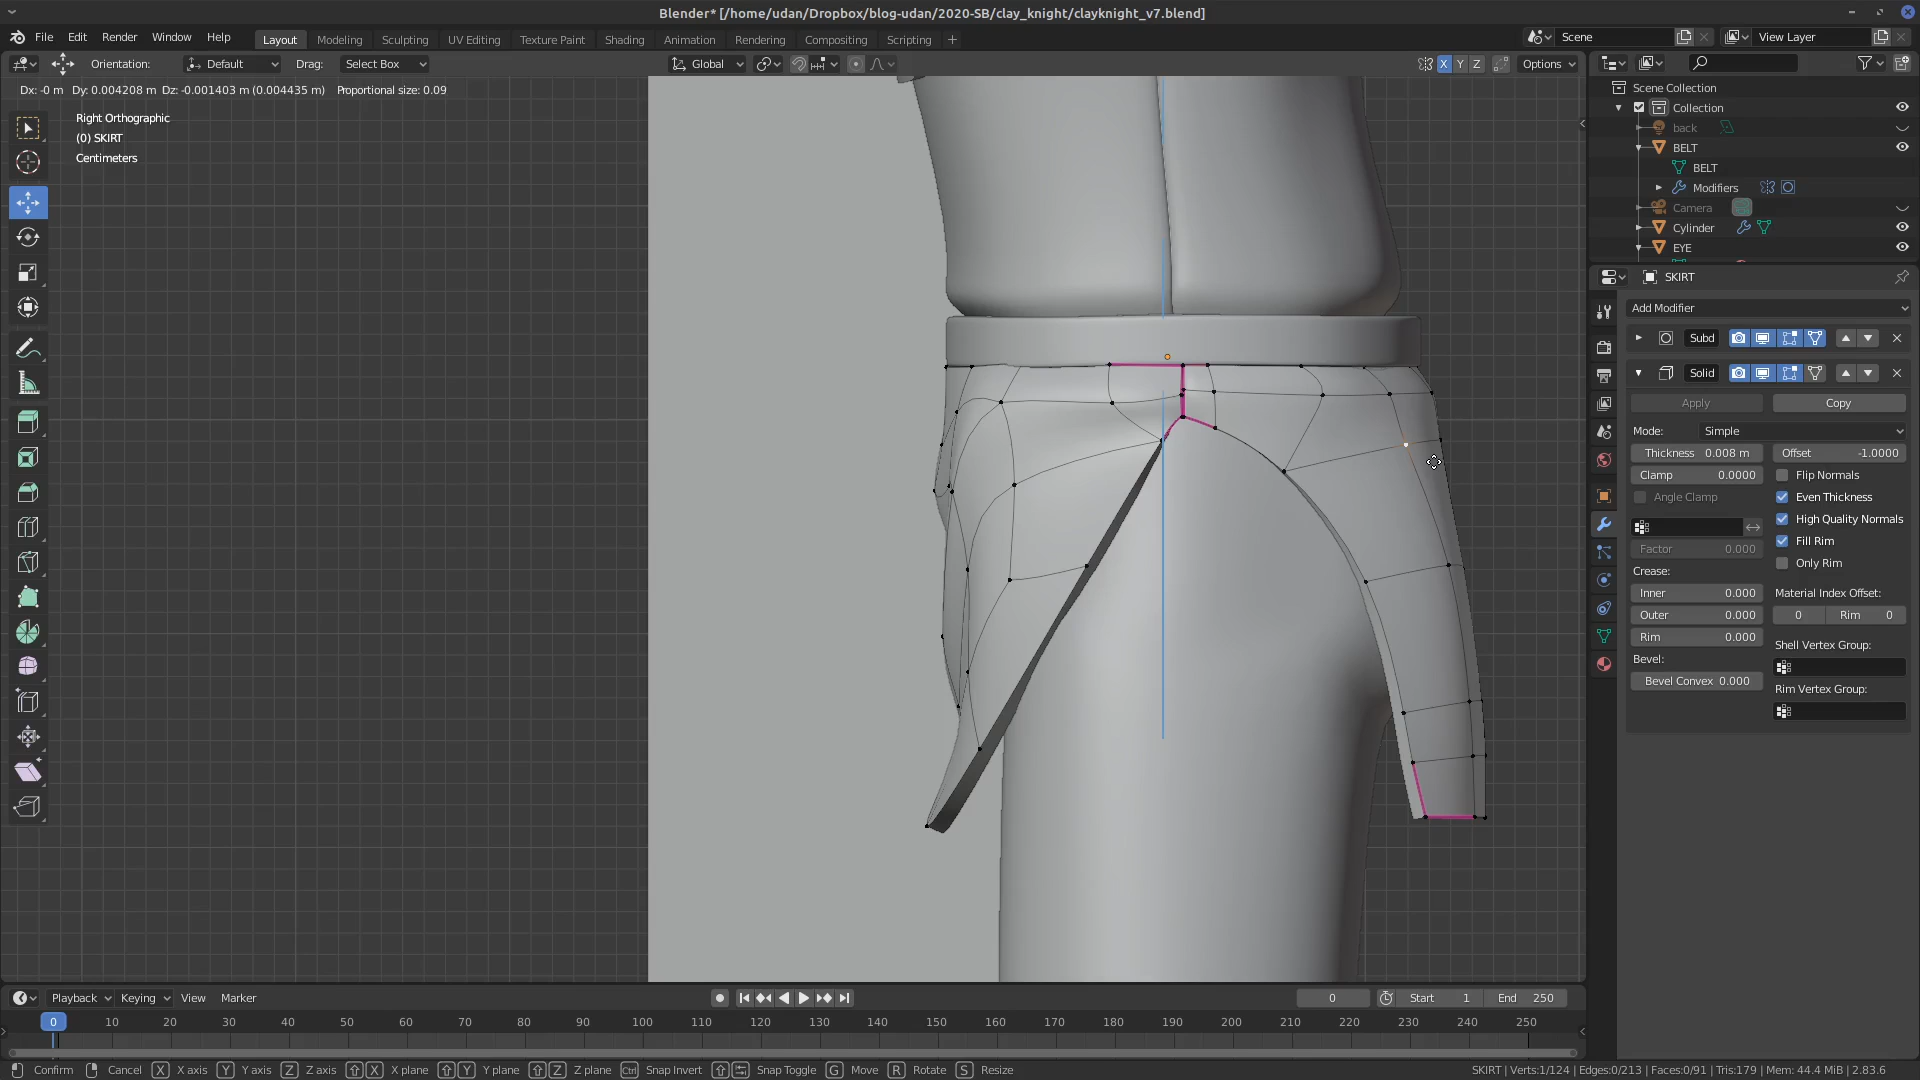 Blender* [/home/udan/Dropbox/blog-udan/2020-SB/clay_knight/clayknight_v7.blend]
File Edit Render Window Help Layout Modeling Sculpting UV Editing Texture Paint Shading Animation Rendering Compositing Scripting + Scene View Layer
Orientation: Default Drag: Select Box Global X Y Z Options
Dx: -0 m Dy: 0.004208 m Dz: -0.001403 m (0.004435 m) Proportional size: 0.09
Right Orthographic
(0) SKIRT
Centimeters
Scene Collection
Collection
back
BELT
BELT
Modifiers
Camera
Cylinder
EYE
SKIRT
Add Modifier
Subd
Solid
Apply Copy
Mode: Simple
Thickness 0.008 m Offset -1.0000
Clamp 0.0000 Flip Normals
Angle Clamp Even Thickness
High Quality Normals
Factor 0.000 Fill Rim
Crease: Only Rim
Inner 0.000 Material Index Offset:
Outer 0.000 0 Rim 0
Rim 0.000 Shell Vertex Group:
Bevel:
Bevel Convex 0.000 Rim Vertex Group:
Playback Keying View Marker 0 Start 1 End 250
0 10 20 30 40 50 60 70 80 90 100 110 120 130 140 150 160 170 180 190 200 210 220 230 240 250
Confirm Cancel X X axis Y Y axis Z Z axis X X plane Y Y plane Z Z plane Ctrl Snap Invert Snap Toggle G Move R Rotate S Resize SKIRT | Verts:1/124 | Edges:0/213 | Faces:0/91 | Tris:179 | Mem: 44.4 MiB | 2.83.6